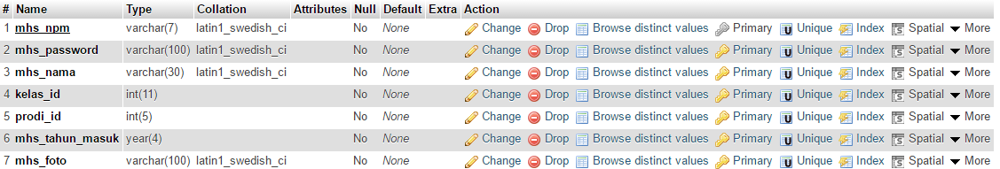 # Name Type Collation Attributes Null Default Extra Action
1 mhs_npm varchar(7) latin1_swedish_ci No None Change Drop Browse distinct values Primary U Unique Index Spatial More
2 mhs_password varchar(100) latin1_swedish_ci No None Change Drop Browse distinct values Primary U Unique Index Spatial More
3 mhs_nama varchar(30) latin1_swedish_ci No None Change Drop Browse distinct values Primary U Unique Index Spatial More
4 kelas_id int(11) No None Change Drop Browse distinct values Primary U Unique Index Spatial More
5 prodi_id int(5) No None Change Drop Browse distinct values Primary U Unique Index Spatial More
6 mhs_tahun_masuk year(4) No None Change Drop Browse distinct values Primary U Unique Index Spatial More
7 mhs_foto varchar(100) latin1_swedish_ci No None Change Drop Browse distinct values Primary U Unique Index Spatial More